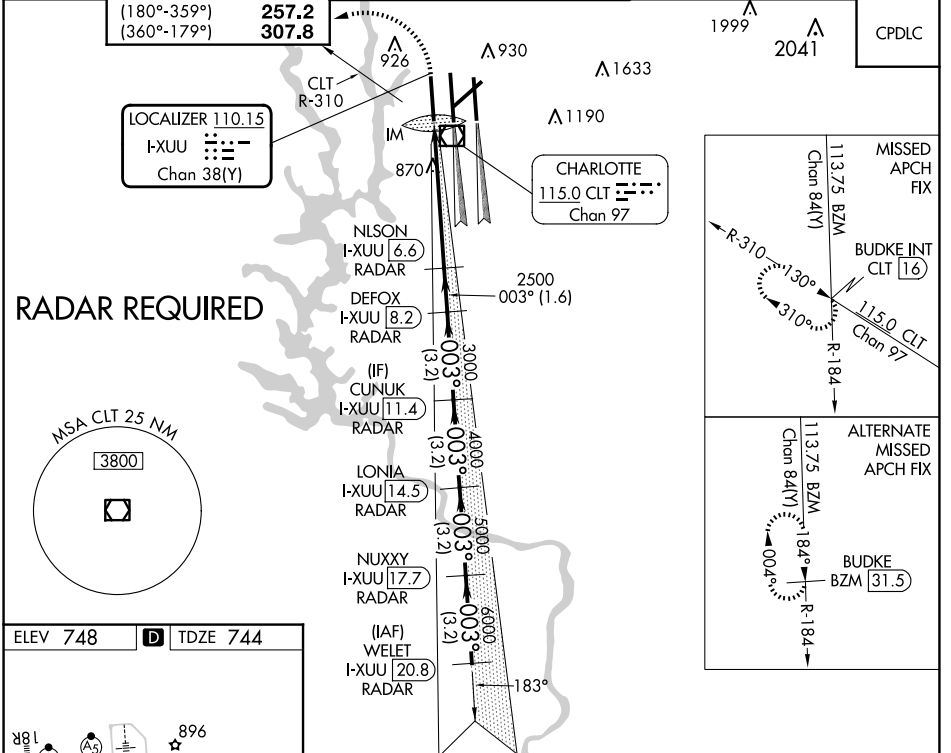 (180°-359°) 257.2
(360°-179°) 307.8
CPDLC
1999
2041
926
930
1633
1190
870
CLT
R-310
IM
LOCALIZER 110.15
I-XUU
Chan 38(Y)
CHARLOTTE
115.0 CLT
Chan 97
RADAR REQUIRED
NLSON
I-XUU 6.6
RADAR
2500
003° (1.6)
DEFOX
I-XUU 8.2
RADAR
3000
003°
(3.2)
(IF)
CUNUK
I-XUU 11.4
RADAR
4000
003°
(3.2)
LONIA
I-XUU 14.5
RADAR
5000
003°
(3.2)
NUXXY
I-XUU 17.7
RADAR
6000
003°
(3.2)
(IAF)
WELET
I-XUU 20.8
RADAR
183°
MSA CLT 25 NM
3800
MISSED
APCH
FIX
113.75 BZM
Chan 84(Y)
BUDKE INT
CLT 16
R-310
130°
310°
115.0 CLT
Chan 97
R-184
ALTERNATE
MISSED
APCH FIX
113.75 BZM
Chan 84(Y)
184°
004°
BUDKE
BZM 31.5
R-184
ELEV 748 D TDZE 744
18R
A5
896